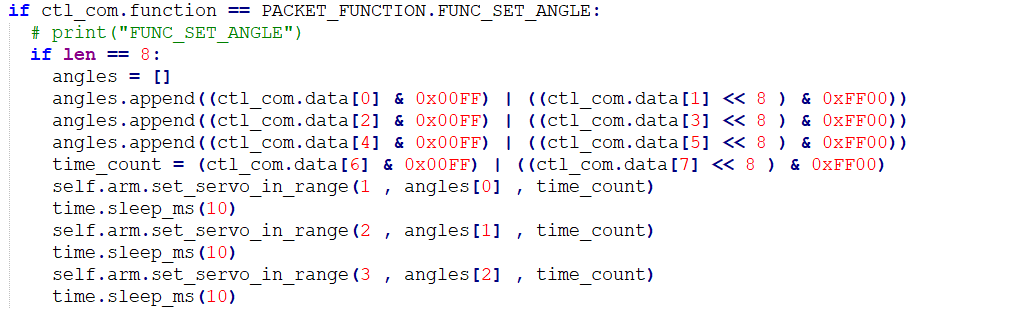 if ctl_com.function == PACKET_FUNCTION.FUNC_SET_ANGLE:
# print("FUNC_SET_ANGLE")
if len == 8:
angles = []
angles.append((ctl_com.data[0] & 0x00FF) | ((ctl_com.data[1] << 8 ) & 0xFF00))
angles.append((ctl_com.data[2] & 0x00FF) | ((ctl_com.data[3] << 8 ) & 0xFF00))
angles.append((ctl_com.data[4] & 0x00FF) | ((ctl_com.data[5] << 8 ) & 0xFF00))
time_count = (ctl_com.data[6] & 0x00FF) | ((ctl_com.data[7] << 8 ) & 0xFF00)
self.arm.set_servo_in_range(1 , angles[0] , time_count)
time.sleep_ms(10)
self.arm.set_servo_in_range(2 , angles[1] , time_count)
time.sleep_ms(10)
self.arm.set_servo_in_range(3 , angles[2] , time_count)
time.sleep_ms(10)